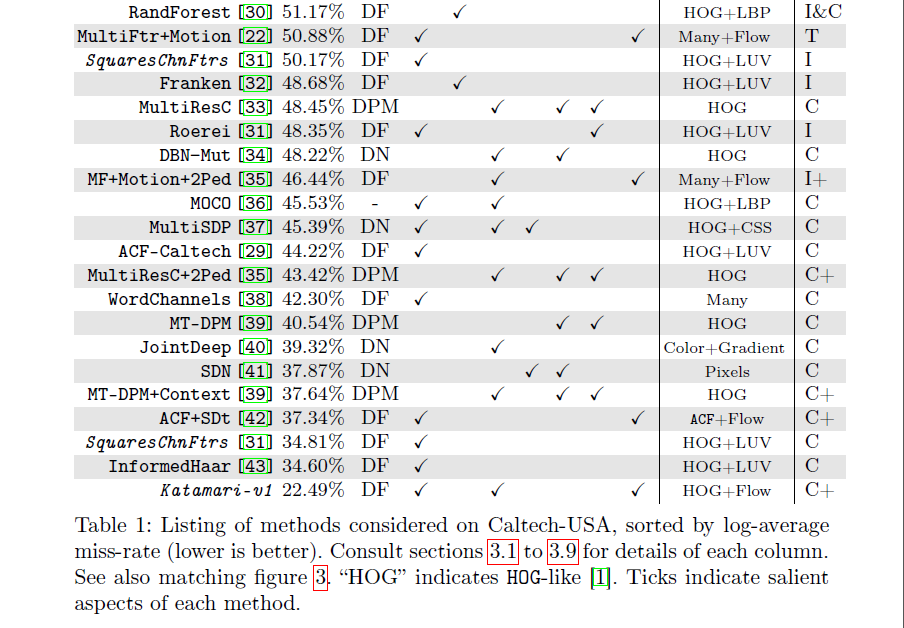 RandForest [30] 51.17% DF ✓ HOG+LBP I&C
MultiFtr+Motion [22] 50.88% DF ✓ ✓ Many+Flow T
SquaresChnFtrs [31] 50.17% DF ✓ HOG+LUV I
Franken [32] 48.68% DF ✓ HOG+LUV I
MultiResC [33] 48.45% DPM ✓ ✓ ✓ HOG C
Roerei [31] 48.35% DF ✓ ✓ HOG+LUV I
DBN-Mut [34] 48.22% DN ✓ ✓ HOG C
MF+Motion+2Ped [35] 46.44% DF ✓ ✓ Many+Flow I+
MOCO [36] 45.53% - ✓ ✓ HOG+LBP C
MultiSDP [37] 45.39% DN ✓ ✓ ✓ HOG+CSS C
ACF-Caltech [29] 44.22% DF ✓ HOG+LUV C
MultiResC+2Ped [35] 43.42% DPM ✓ ✓ ✓ HOG C+
WordChannels [38] 42.30% DF ✓ Many C
MT-DPM [39] 40.54% DPM ✓ ✓ HOG C
JointDeep [40] 39.32% DN ✓ Color+Gradient C
SDN [41] 37.87% DN ✓ ✓ Pixels C
MT-DPM+Context [39] 37.64% DPM ✓ ✓ ✓ HOG C+
ACF+SDt [42] 37.34% DF ✓ ✓ ACF+Flow C+
SquaresChnFtrs [31] 34.81% DF ✓ HOG+LUV C
InformedHaar [43] 34.60% DF ✓ HOG+LUV C
Katamari-v1 22.49% DF ✓ ✓ ✓ HOG+Flow C+
Table 1: Listing of methods considered on Caltech-USA, sorted by log-average
miss-rate (lower is better). Consult sections 3.1 to 3.9 for details of each column.
See also matching figure 3. “HOG” indicates HOG-like [1]. Ticks indicate salient
aspects of each method.